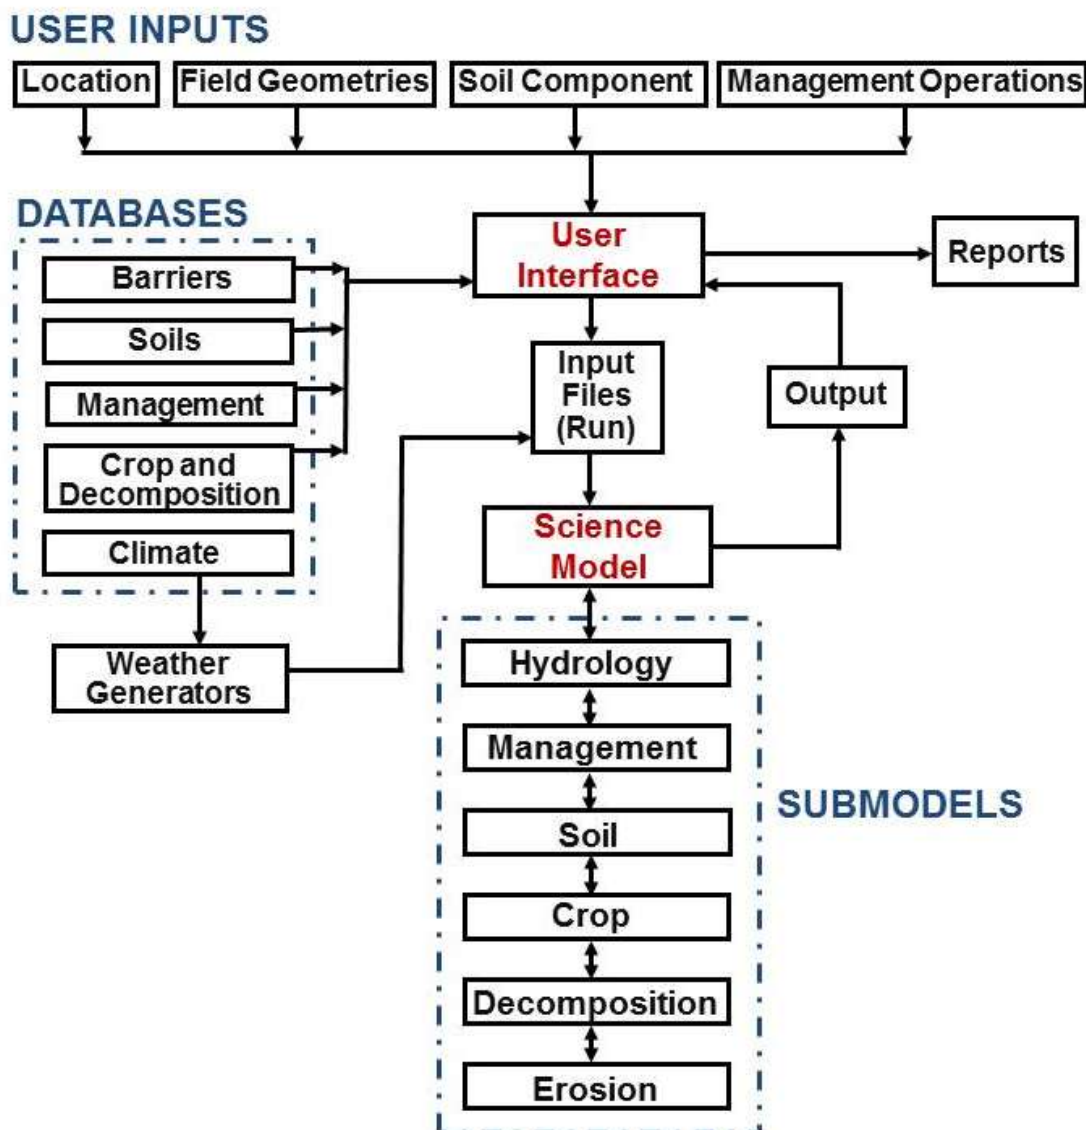 USER INPUTS
Location
Field Geometries
Soil Component
Management Operations
DATABASES
Barriers
Soils
Management
Crop and
Decomposition
Climate
Weather
Generators
User
Interface
Reports
Input
Files
(Run)
Output
Science
Model
SUBMODELS
Hydrology
Management
Soil
Crop
Decomposition
Erosion